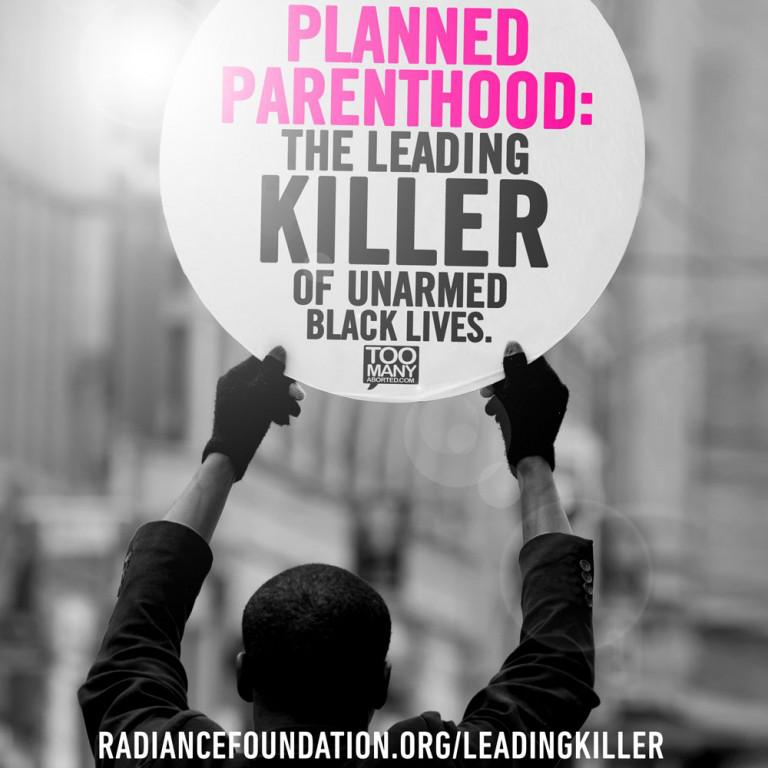 PLANNED
PARENTHOOD:
THE LEADING
KILLER
OF UNARMED
BLACK LIVES.
TOO
MANY
ABORTED.COM
RADIANCEFOUNDATION.ORG/LEADINGKILLER